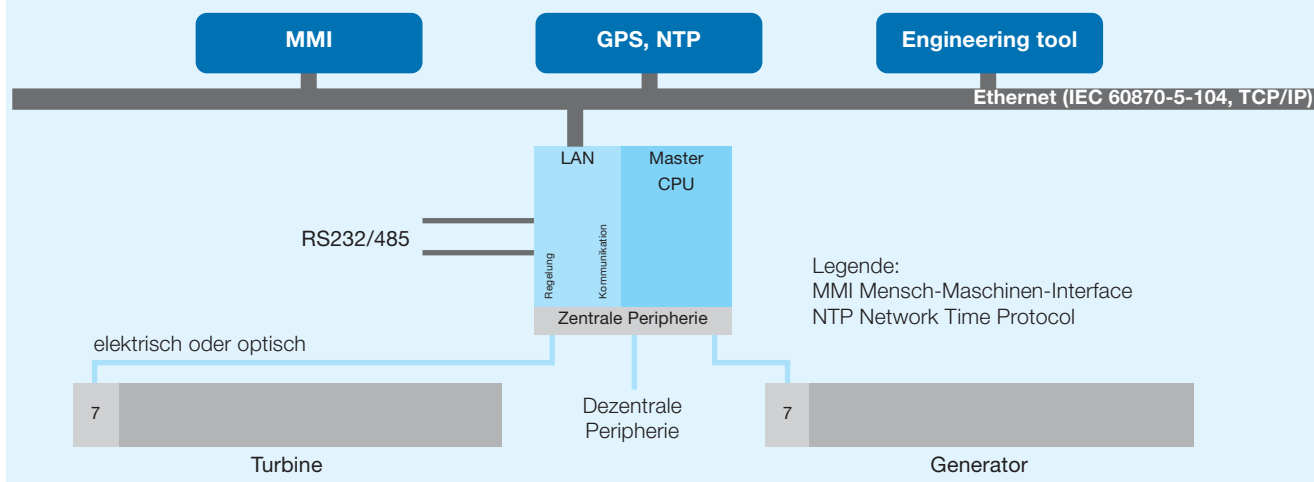 MMI
GPS, NTP
Engineering tool
Ethernet (IEC 60870-5-104, TCP/IP)
LAN
Master
CPU
RS232/485
Regelung
Kommunikation
Legende:
MMI Mensch-Maschinen-Interface
NTP Network Time Protocol
Zentrale Peripherie
elektrisch oder optisch
7
Dezentrale
Peripherie
7
Turbine
Generator